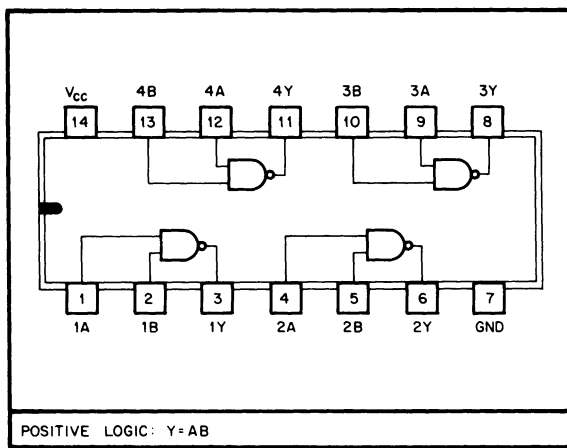 VCC 4B 4A 4Y 3B 3A 3Y
14 13 12 11 10 9 8
1 2 3 4 5 6 7
1A 1B 1Y 2A 2B 2Y GND
POSITIVE LOGIC: Y=AB